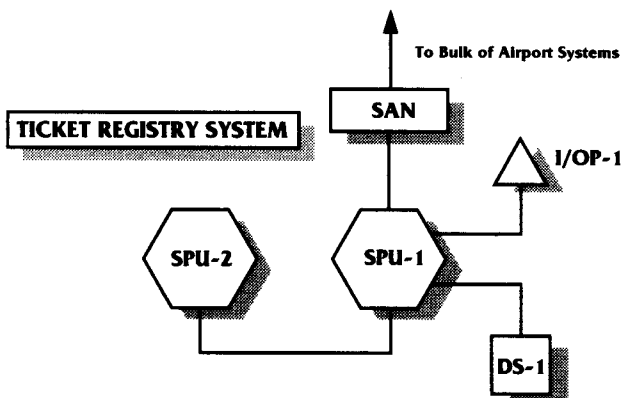 To Bulk of Airport Systems
SAN
TICKET REGISTRY SYSTEM
I/OP-1
SPU-2
SPU-1
DS-1